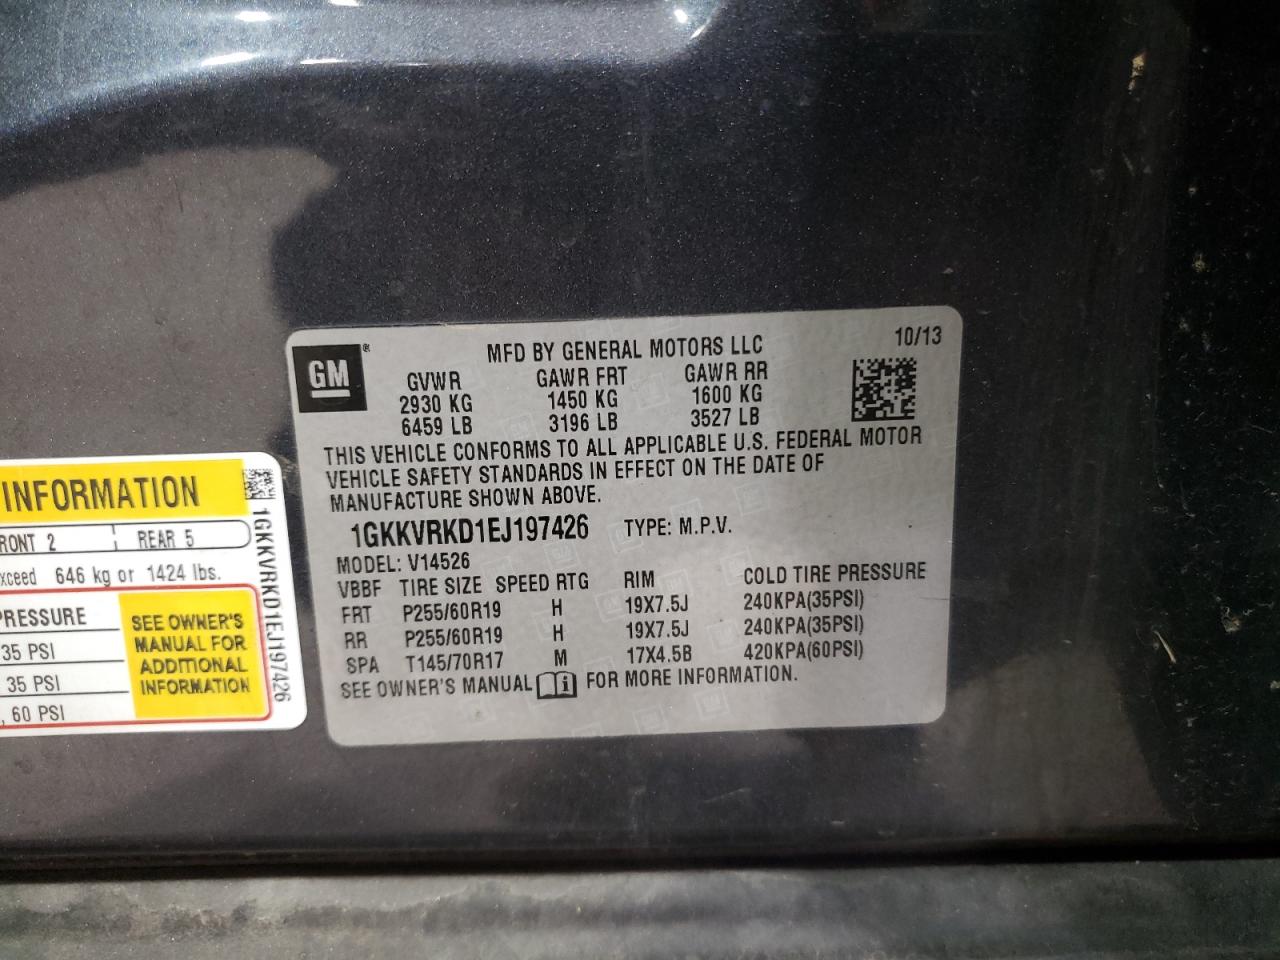 GM
®
MFD BY GENERAL MOTORS LLC
10/13
GVWR GAWR FRT GAWR RR
2930 KG 1450 KG 1600 KG
6459 LB 3196 LB 3527 LB
THIS VEHICLE CONFORMS TO ALL APPLICABLE U.S. FEDERAL MOTOR
VEHICLE SAFETY STANDARDS IN EFFECT ON THE DATE OF
MANUFACTURE SHOWN ABOVE.
1GKKVRKD1EJ197426 TYPE: M.P.V.
MODEL: V14526
VBBF TIRE SIZE SPEED RTG RIM COLD TIRE PRESSURE
FRT P255/60R19 H 19X7.5J 240KPA(35PSI)
RR P255/60R19 H 19X7.5J 240KPA(35PSI)
SPA T145/70R17 M 17X4.5B 420KPA(60PSI)
SEE OWNER'S MANUAL i FOR MORE INFORMATION.
INFORMATION
RONT 2 REAR 5
xceed 646 kg or 1424 lbs.
PRESSURE
35 PSI
35 PSI
, 60 PSI
SEE OWNER'S
MANUAL FOR
ADDITIONAL
INFORMATION
1GKKVRKD1EJ197426